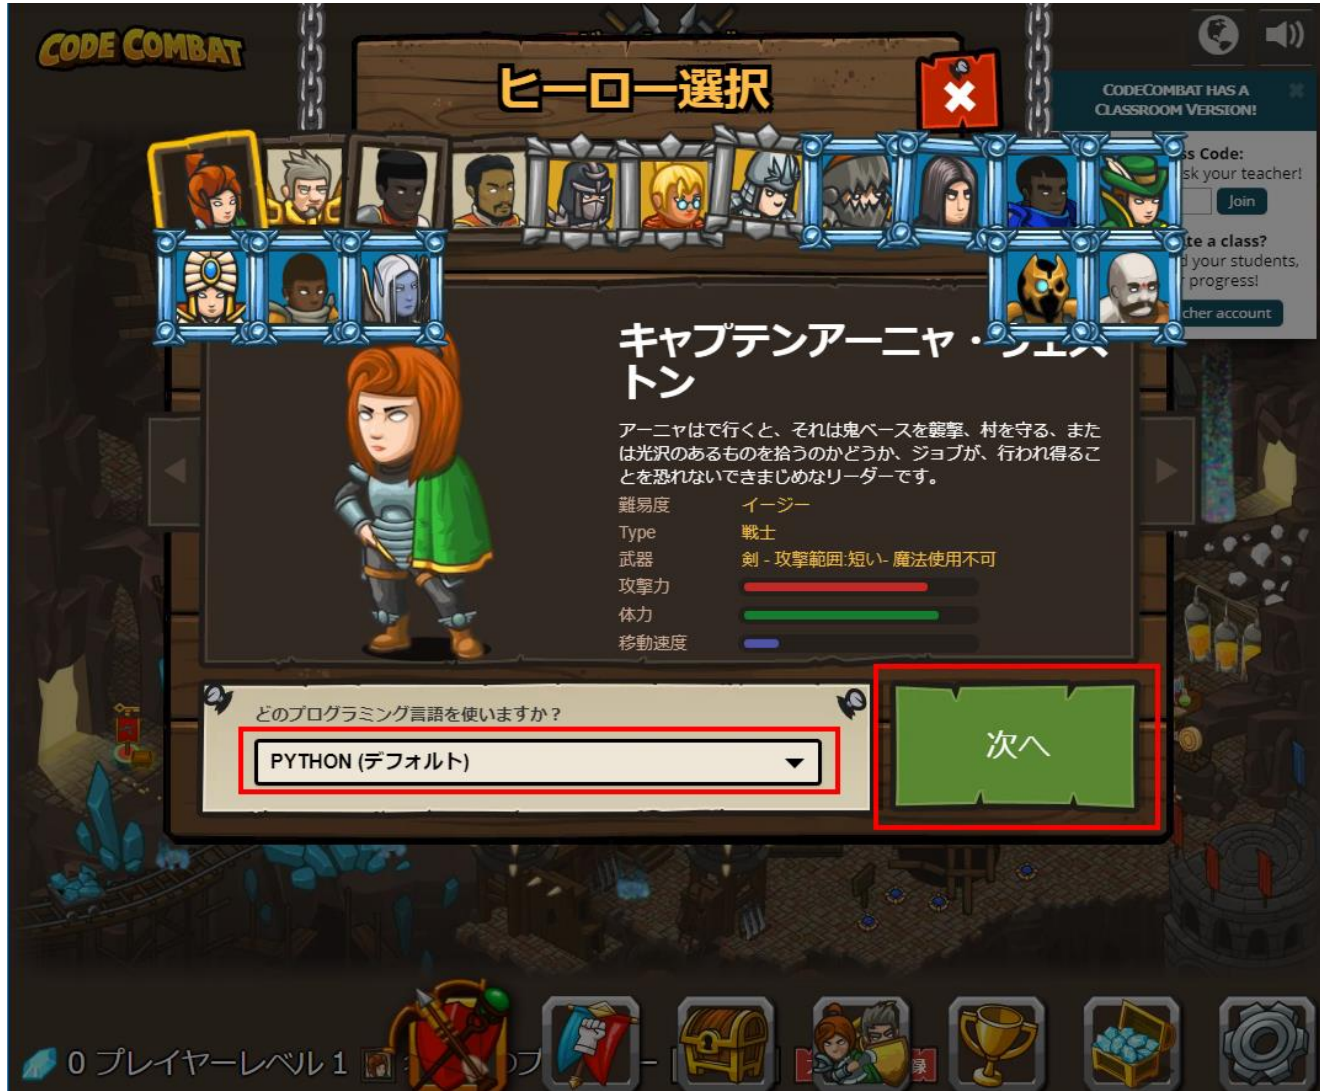 CODE COMBAT
ヒーロー選択
CODECOMBAT HAS A
CLASSROOM VERSION!
ss Code:
sk your teacher!
Join
te a class?
d your students,
progress!
cher account
キャプテンアーニャ・ウェス
トン
アーニャはで行くと、それは鬼ベースを襲撃、村を守る、また
は光沢のあるものを拾うのかどうか、ジョブが、行われ得るこ
とを恐れないできまじめなリーダーです。
難易度 イージー
Type 戦士
武器 剣 - 攻撃範囲:短い- 魔法使用不可
攻撃力
体力
移動速度
どのプログラミング言語を使いますか？
PYTHON (デフォルト)
次へ
0 プレイヤーレベル 1